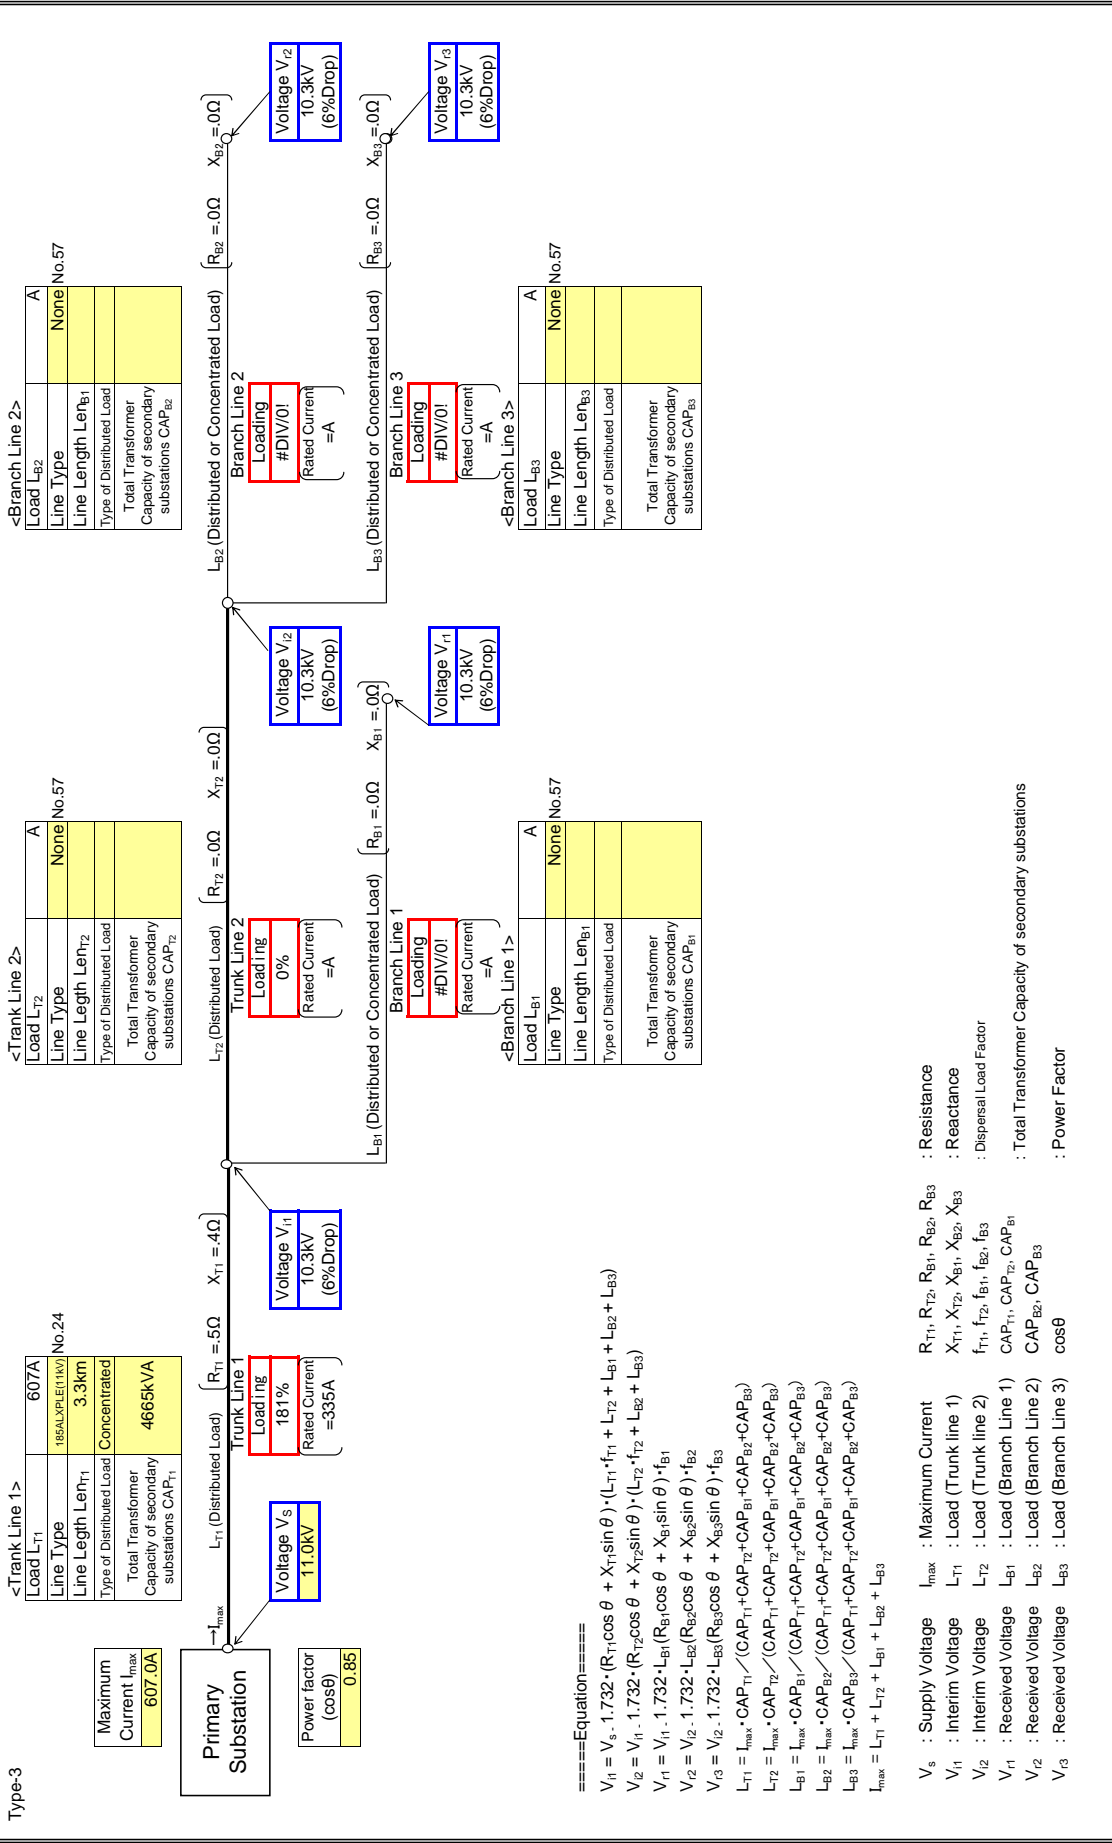 Type-3
Maximum
Current Imax
607.0A
Primary
Substation
→Imax
Power factor
(cosθ)
0.85
Voltage VS
11.0kV
<Trank Line 1>
Load LT1 607A
Line Type 185ALXPLE(11kV) No.24
Line Legth LenT1 3.3km
Type of Distributed Load Concentrated
Total Transformer
Capacity of secondary
substations CAPT1
4665kVA
LT1 (Distributed Load)
RT1 =.5Ω XT1 =.4Ω
Trunk Line 1
Loading
181%
Rated Current
=335A
Voltage Vi1
10.3kV
(6%Drop)
<Trank Line 2>
Load LT2 A
Line Type None No.57
Line Length LenT2
Type of Distributed Load
Total Transformer
Capacity of secondary
substations CAPT2
LT2 (Distributed Load)
RT2 =.0Ω XT2 =.0Ω
Trunk Line 2
Loading
0%
Rated Current
=A
Voltage Vi2
10.3kV
(6%Drop)
LB1 (Distributed or Concentrated Load)
RB1 =.0Ω XB1 =.0Ω
Branch Line 1
Loading
#DIV/0!
Rated Current
=A
Voltage Vr1
10.3kV
(6%Drop)
<Branch Line 1>
Load LB1 A
Line Type None No.57
Line Length LenB1
Type of Distributed Load
Total Transformer
Capacity of secondary
substations CAPB1
<Branch Line 2>
Load LB2 A
Line Type None No.57
Line Length LenB1
Type of Distributed Load
Total Transformer
Capacity of secondary
substations CAPB2
LB2 (Distributed or Concentrated Load)
RB2 =.0Ω XB2 =.0Ω
Branch Line 2
Loading
#DIV/0!
Rated Current
=A
Voltage Vr2
10.3kV
(6%Drop)
LB3 (Distributed or Concentrated Load)
RB3 =.0Ω XB3 =.0Ω
Branch Line 3
Loading
#DIV/0!
Rated Current
=A
Voltage Vr3
10.3kV
(6%Drop)
<Branch Line 3>
Load LB3 A
Line Type None No.57
Line Length LenB3
Type of Distributed Load
Total Transformer
Capacity of secondary
substations CAPB3
=====Equation=====
Vi1 = Vs - 1.732・(RT1cos θ + XT1sin θ)・(LT1・fT1 + LT2 + LB1 + LB2 + LB3)
Vi2 = Vi1 - 1.732・(RT2cos θ + XT2sin θ)・(LT2・fT2 + LB2 + LB3)
Vr1 = Vi1 - 1.732・LB1(RB1cos θ + XB1sin θ)・fB1
Vr2 = Vi2 - 1.732・LB2(RB2cos θ + XB2sin θ)・fB2
Vr3 = Vi2 - 1.732・LB3(RB3cos θ + XB3sin θ)・fB3
LT1 = Imax・CAPT1／(CAPT1+CAPT2+CAPB1+CAPB2+CAPB3)
LT2 = Imax・CAPT2／(CAPT1+CAPT2+CAPB1+CAPB2+CAPB3)
LB1 = Imax・CAPB1／(CAPT1+CAPT2+CAPB1+CAPB2+CAPB3)
LB2 = Imax・CAPB2／(CAPT1+CAPT2+CAPB1+CAPB2+CAPB3)
LB3 = Imax・CAPB3／(CAPT1+CAPT2+CAPB1+CAPB2+CAPB3)
Imax = LT1 + LT2 + LB1 + LB2 + LB3
Vs : Supply Voltage Imax : Maximum Current RT1, RT2, RB1, RB2, RB3 : Resistance
Vi1 : Interim Voltage LT1 : Load (Trunk line 1) XT1, XT2, XB1, XB2, XB3 : Reactance
Vi2 : Interim Voltage LT2 : Load (Trunk line 2) fT1, fT2, fB1, fB2, fB3 : Dispersal Load Factor
Vr1 : Received Voltage LB1 : Load (Branch Line 1) CAPT1, CAPT2, CAPB1
Vr2 : Received Voltage LB2 : Load (Branch Line 2) CAPB2, CAPB3 : Total Transformer Capacity of secondary substations
Vr3 : Received Voltage LB3 : Load (Branch Line 3) cosθ : Power Factor